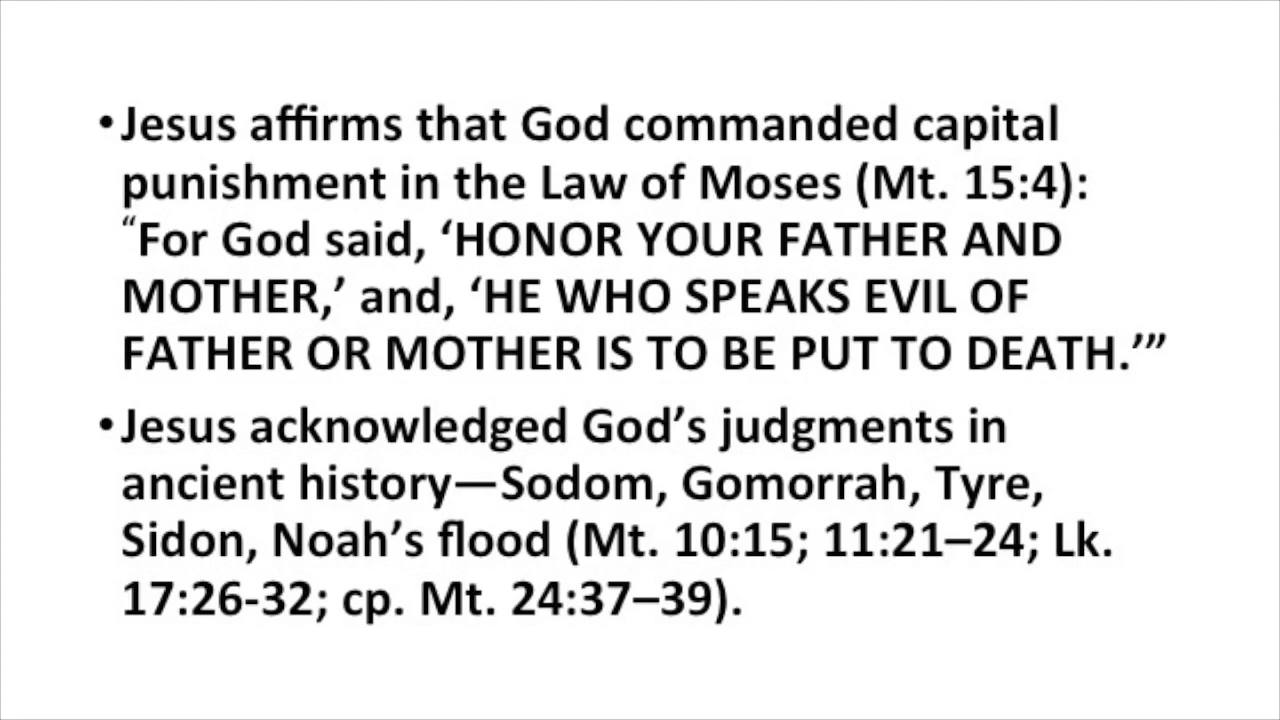 •Jesus affirms that God commanded capital
punishment in the Law of Moses (Mt. 15:4):
“For God said, ‘HONOR YOUR FATHER AND
MOTHER,’ and, ‘HE WHO SPEAKS EVIL OF
FATHER OR MOTHER IS TO BE PUT TO DEATH.’”
•Jesus acknowledged God’s judgments in
ancient history—Sodom, Gomorrah, Tyre,
Sidon, Noah’s flood (Mt. 10:15; 11:21–24; Lk.
17:26-32; cp. Mt. 24:37–39).